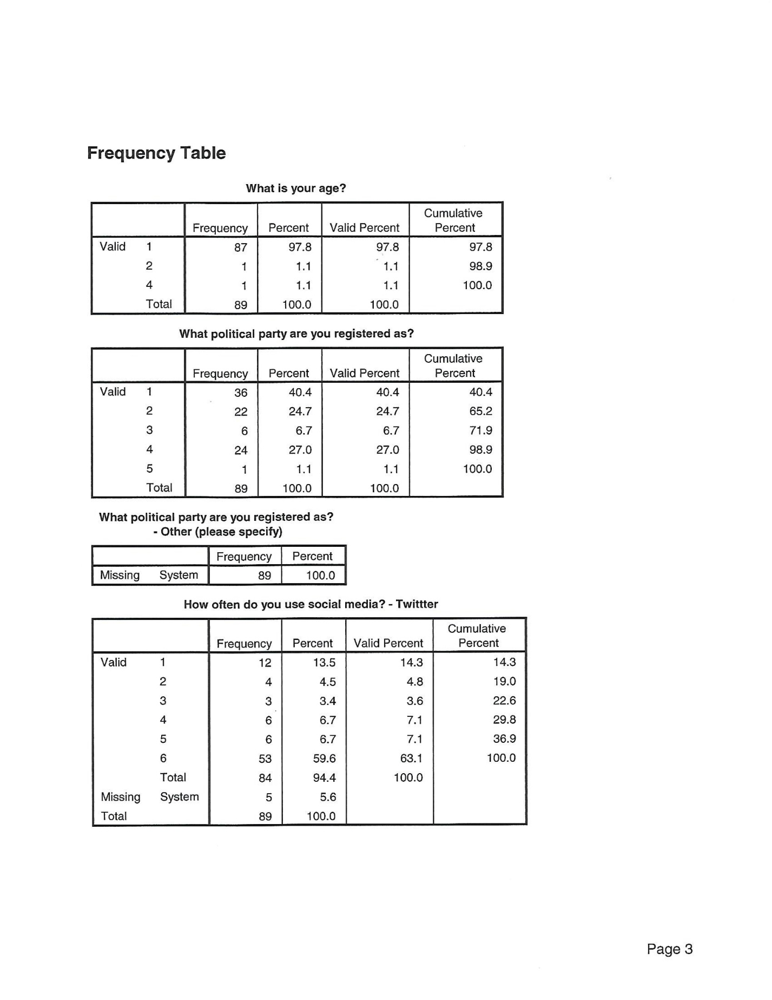 Frequency Table
What is your age?
Frequency Percent Valid Percent Cumulative Percent
Valid 1 87 97.8 97.8 97.8
2 1 1.1 1.1 98.9
4 1 1.1 1.1 100.0
Total 89 100.0 100.0
What political party are you registered as?
Frequency Percent Valid Percent Cumulative Percent
Valid 1 36 40.4 40.4 40.4
2 22 24.7 24.7 65.2
3 6 6.7 6.7 71.9
4 24 27.0 27.0 98.9
5 1 1.1 1.1 100.0
Total 89 100.0 100.0
What political party are you registered as?
- Other (please specify)
Frequency Percent
Missing System 89 100.0
How often do you use social media? - Twittter
Frequency Percent Valid Percent Cumulative Percent
Valid 1 12 13.5 14.3 14.3
2 4 4.5 4.8 19.0
3 3 3.4 3.6 22.6
4 6 6.7 7.1 29.8
5 6 6.7 7.1 36.9
6 53 59.6 63.1 100.0
Total 84 94.4 100.0
Missing System 5 5.6
Total 89 100.0
Page 3